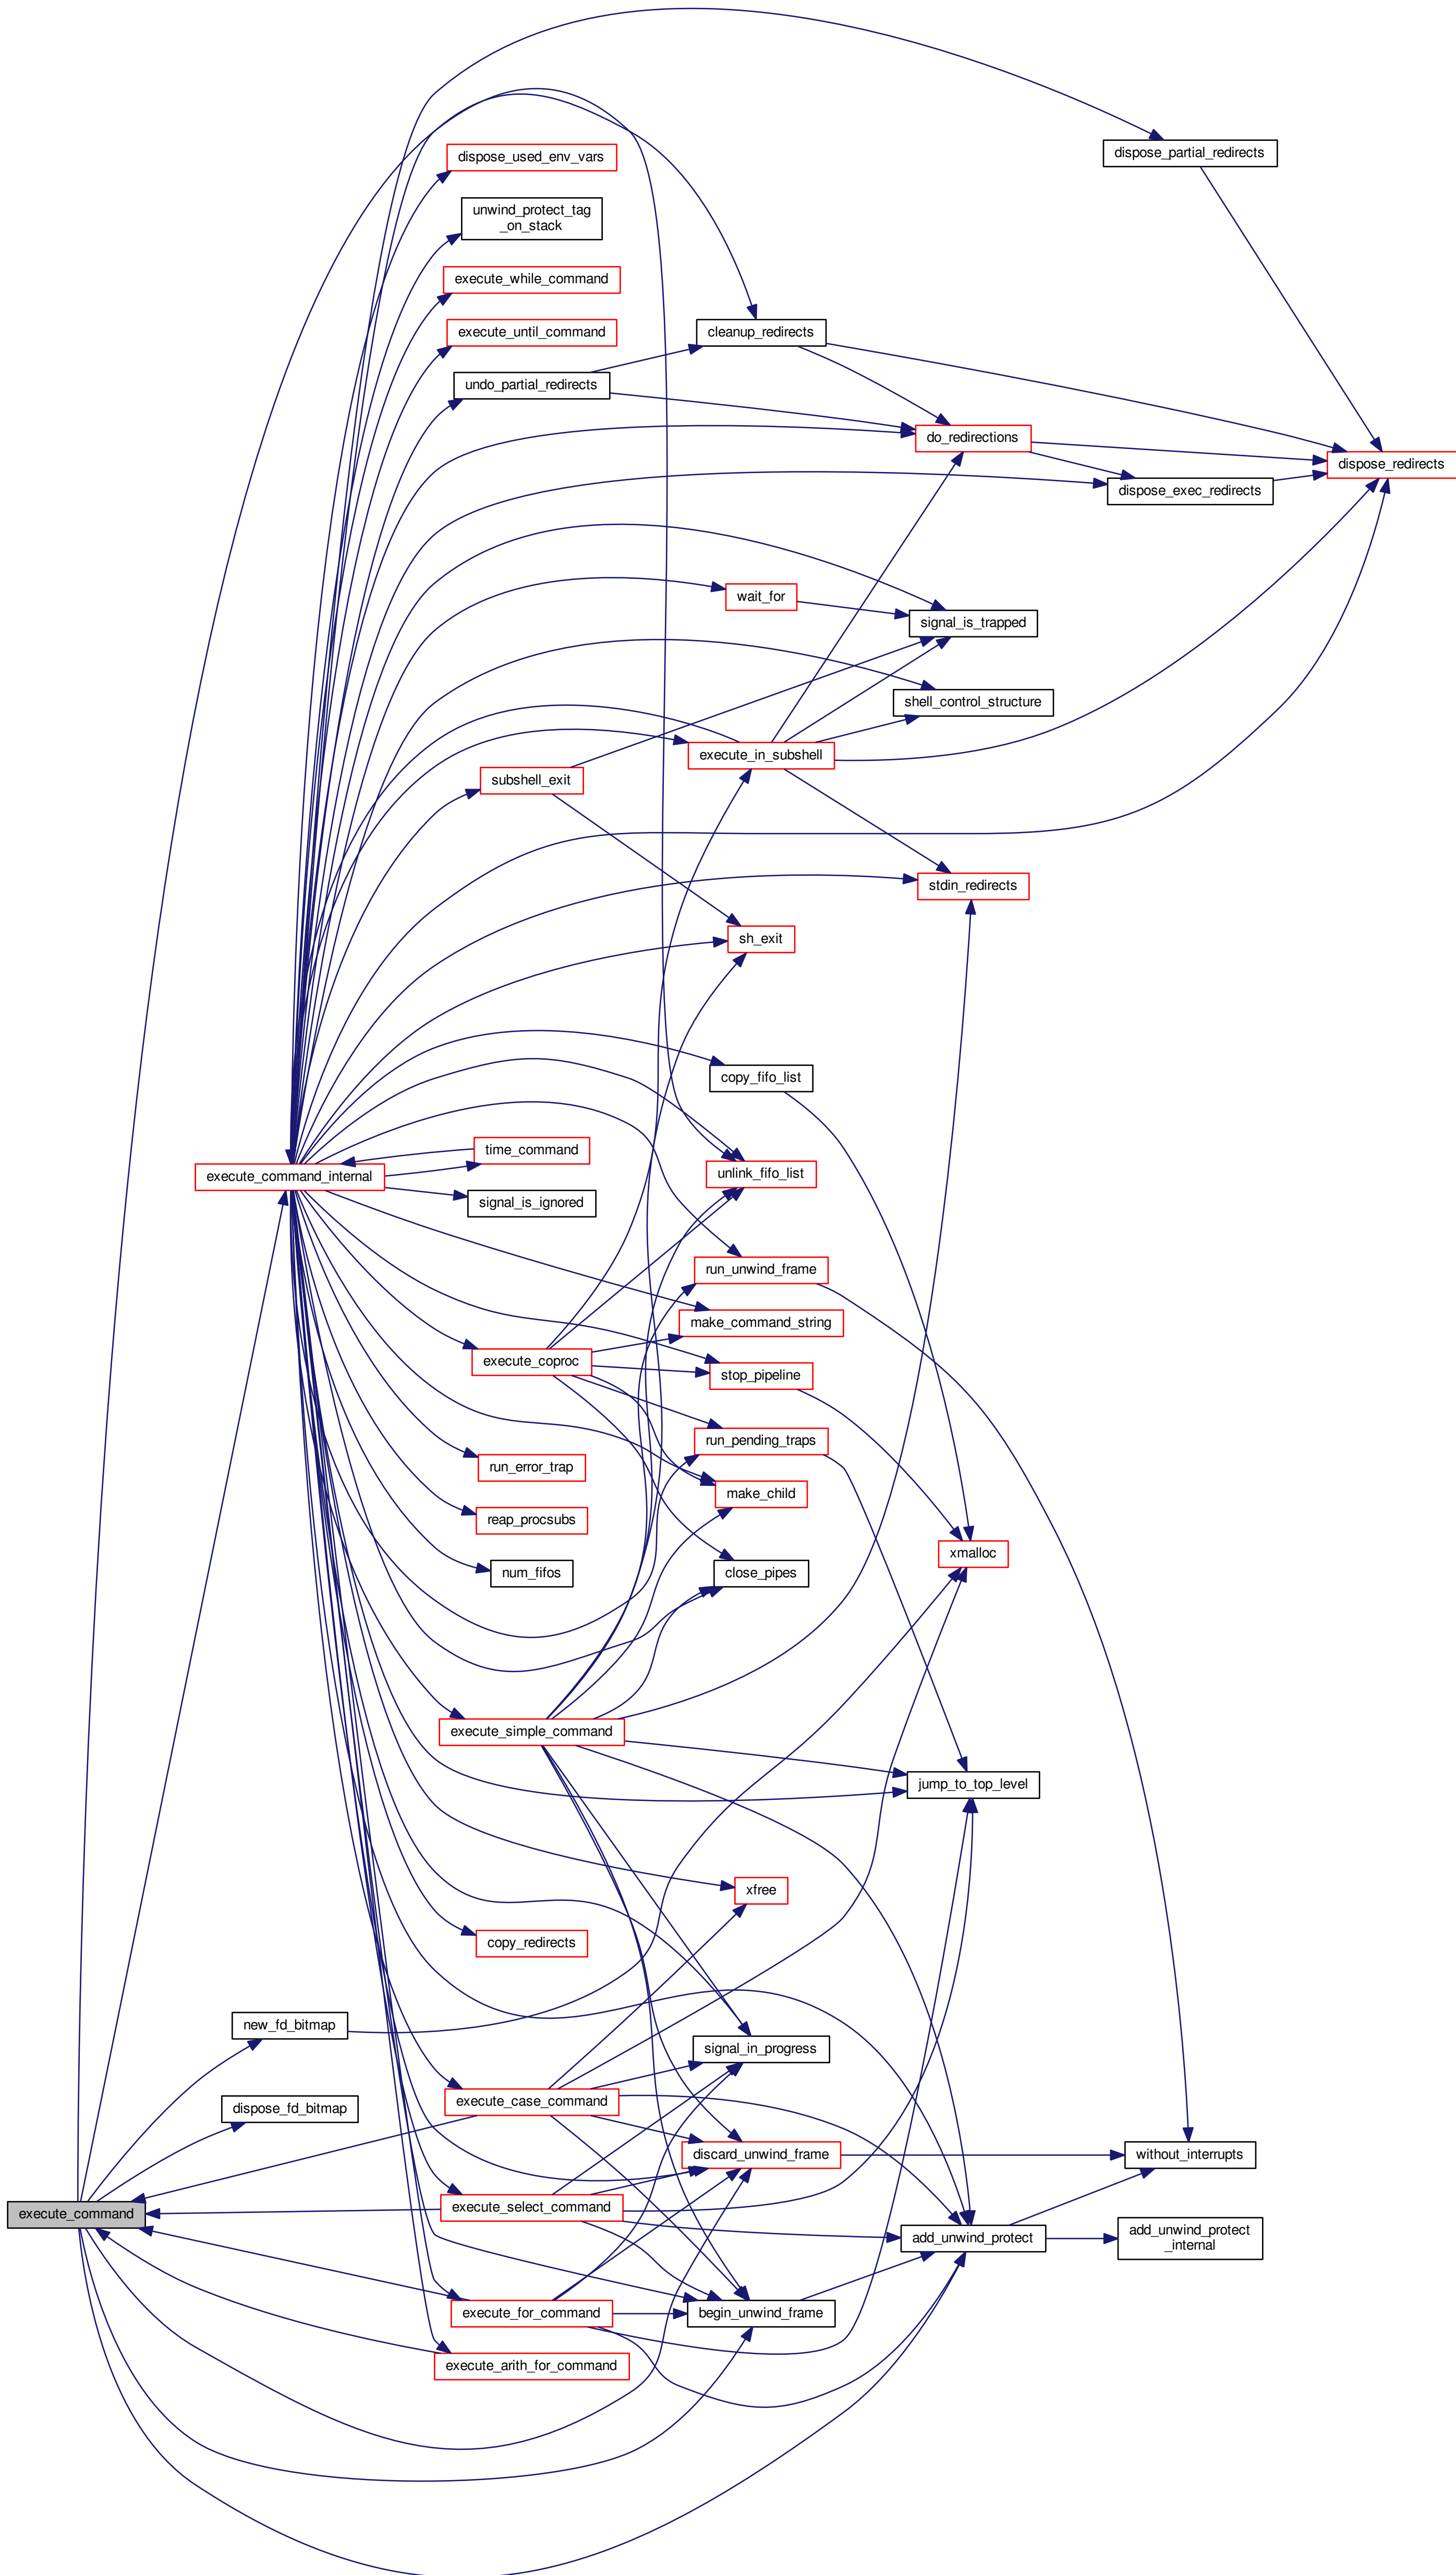 dispose_partial_redirects
dispose_used_env_vars
unwind_protect_tag
_on_stack
execute_while_command
execute_until_command
cleanup_redirects
undo_partial_redirects
do_redirections
dispose_redirects
dispose_exec_redirects
wait_for
signal_is_trapped
shell_control_structure
execute_in_subshell
subshell_exit
stdin_redirects
sh_exit
copy_fifo_list
time_command
execute_command_internal
unlink_fifo_list
signal_is_ignored
run_unwind_frame
make_command_string
execute_coproc
stop_pipeline
run_pending_traps
run_error_trap
make_child
reap_procsubs
xmalloc
num_fifos
close_pipes
execute_simple_command
jump_to_top_level
xfree
copy_redirects
new_fd_bitmap
signal_in_progress
execute_case_command
dispose_fd_bitmap
discard_unwind_frame
without_interrupts
execute_select_command
execute_command
add_unwind_protect
add_unwind_protect
_internal
execute_for_command
begin_unwind_frame
execute_arith_for_command